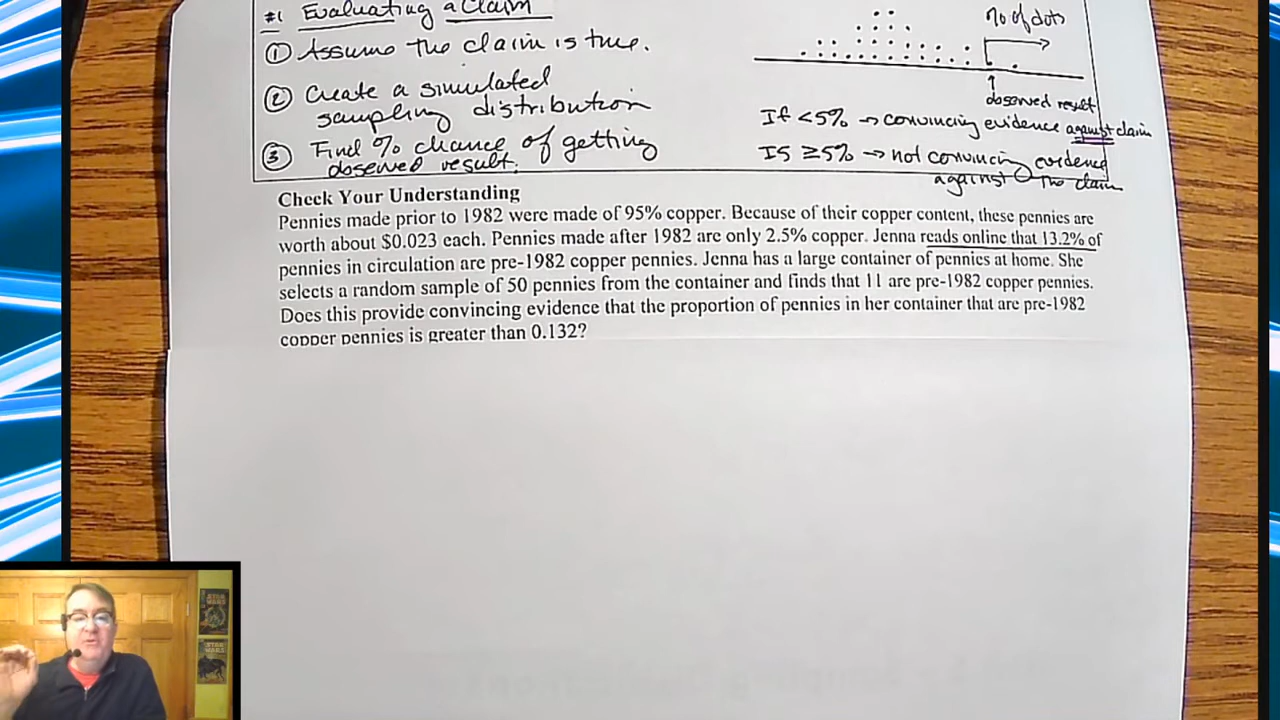 #1 Evaluating a Claim
① Assume the claim is true.
② Create a simulated
sampling distribution
③ Find % chance of getting
observed result.
% of dots
observed result
If <5% → convincing evidence against claim
If ≥5% → not convincing evidence
against the claim
Check Your Understanding
Pennies made prior to 1982 were made of 95% copper. Because of their copper content, these pennies are
worth about $0.023 each. Pennies made after 1982 are only 2.5% copper. Jenna reads online that 13.2% of
pennies in circulation are pre-1982 copper pennies. Jenna has a large container of pennies at home. She
selects a random sample of 50 pennies from the container and finds that 11 are pre-1982 copper pennies.
Does this provide convincing evidence that the proportion of pennies in her container that are pre-1982
copper pennies is greater than 0.132?
STAR
WARS
STAR
WARS